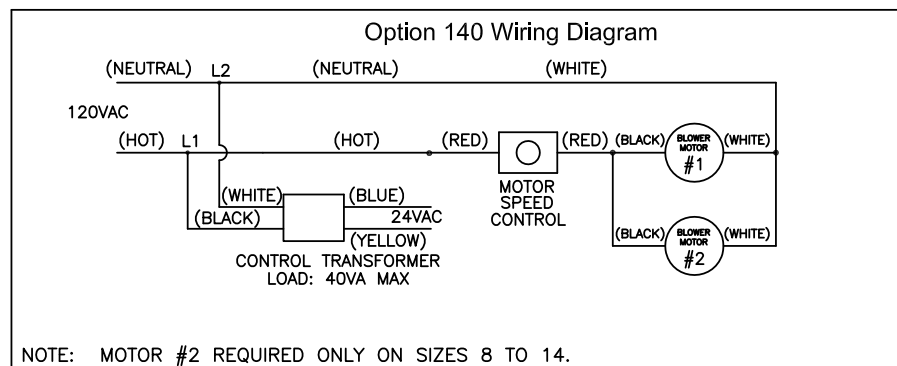 Option 140 Wiring Diagram
(NEUTRAL) L2 (NEUTRAL) (WHITE)
120VAC
(HOT) L1 (HOT) (RED) (RED) (BLACK) BLOWER MOTOR #1 (WHITE)
MOTOR
SPEED
CONTROL
(WHITE) (BLUE)
(BLACK) 24VAC
(YELLOW)
(BLACK) BLOWER MOTOR #2 (WHITE)
CONTROL TRANSFORMER
LOAD: 40VA MAX
NOTE: MOTOR #2 REQUIRED ONLY ON SIZES 8 TO 14.